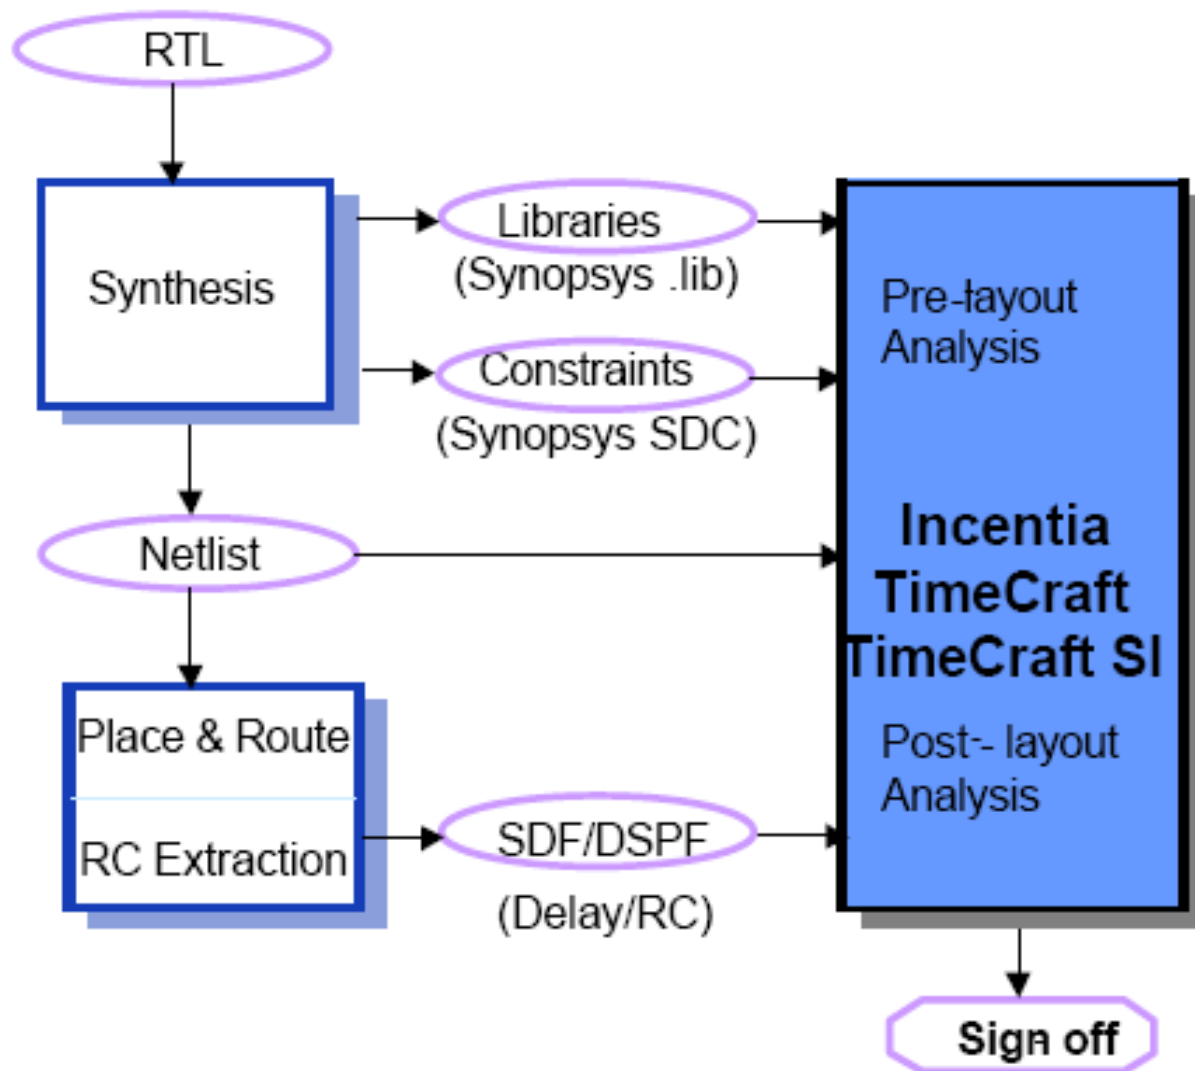 RTL
Synthesis
Libraries
(Synopsys .lib)
Constraints
(Synopsys SDC)
Netlist
Place & Route
RC Extraction
SDF/DSPF
(Delay/RC)
Pre-layout
Analysis
Incentia
TimeCraft
TimeCraft SI
Post-- layout
Analysis
Sign off